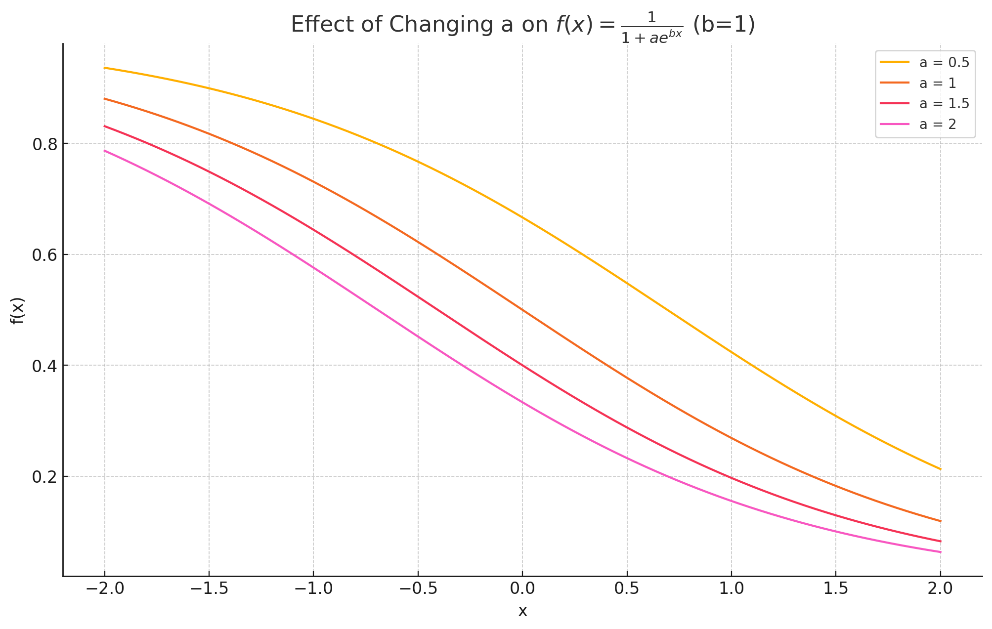 Effect of Changing a on f(x) = \frac{1}{1+ae^{bx}} (b=1)
a = 0.5
a = 1
a = 1.5
a = 2
f(x)
0.8
0.6
0.4
0.2
−2.0 −1.5 −1.0 −0.5 0.0 0.5 1.0 1.5 2.0
x